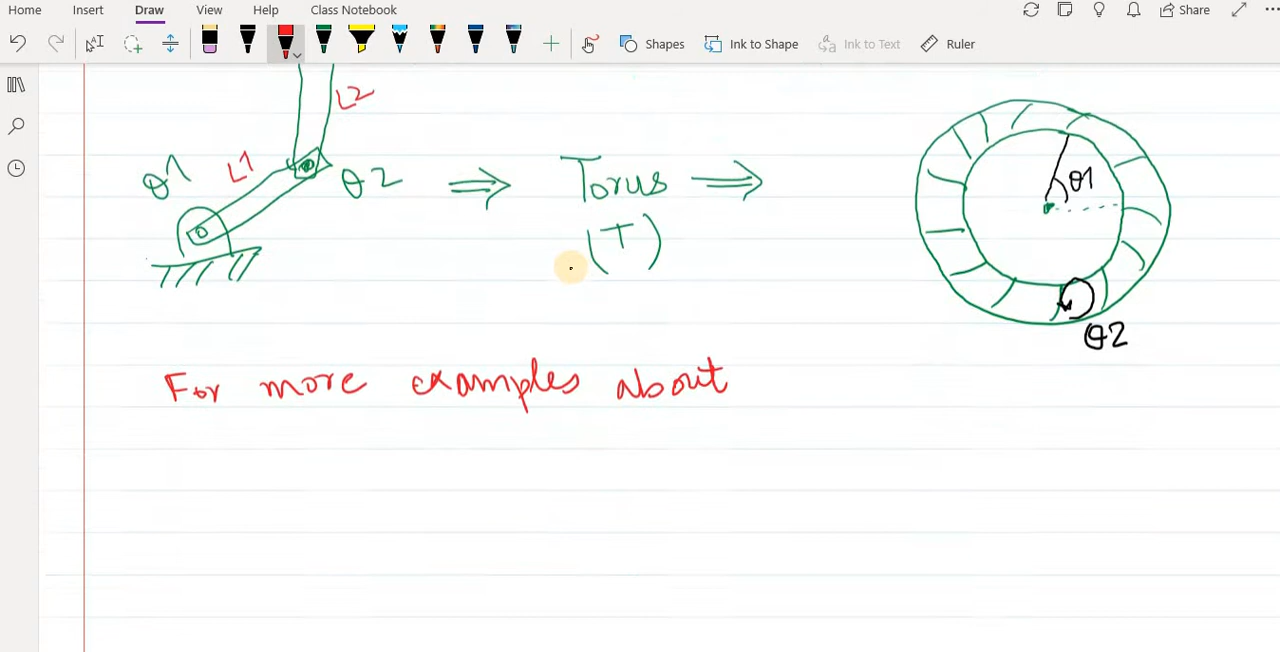 Home Insert Draw View Help Class Notebook Share
Shapes Ink to Shape Ink to Text Ruler
L2
θ1 L1 θ2 ⇒ Torus ⇒ θ1
(T)
θ2
For more examples about